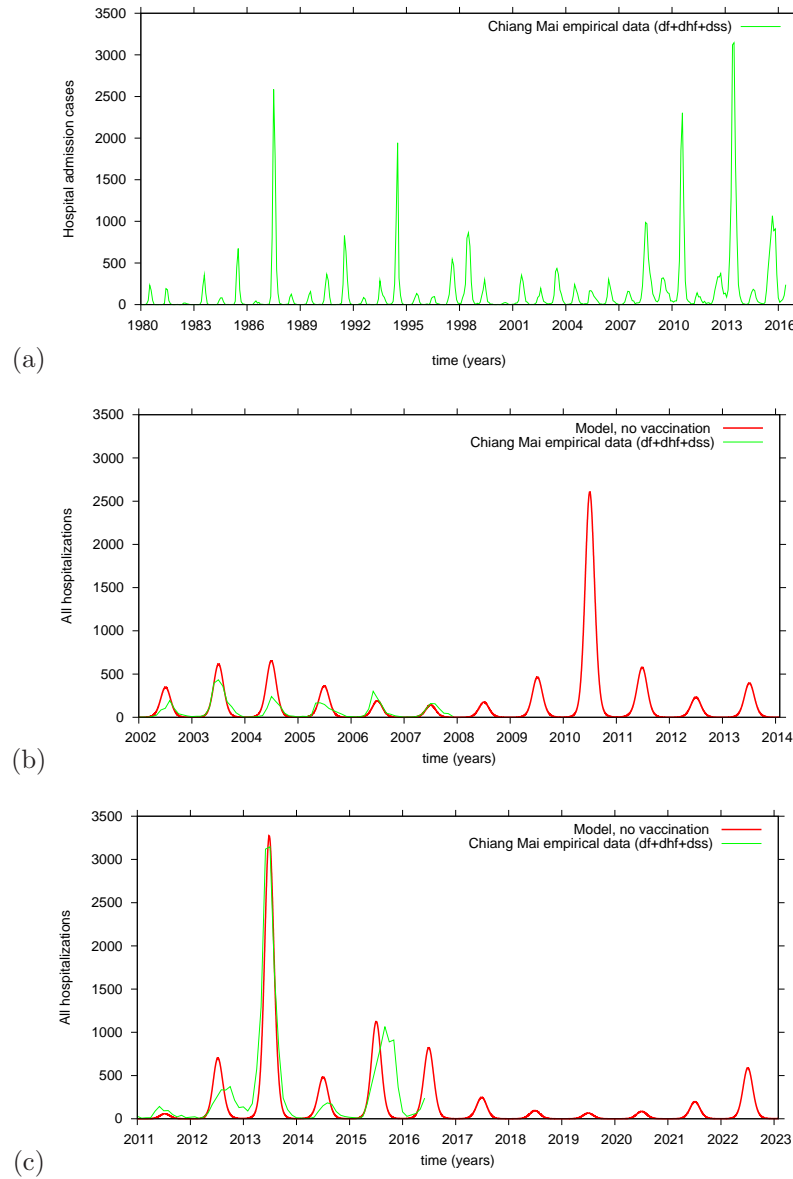 Chiang Mai empirical data (df+dhf+dss)
Hospital admission cases
3500
3000
2500
2000
1500
1000
500
0
1980 1983 1986 1989 1992 1995 1998 2001 2004 2007 2010 2013 2016
time (years)
(a)
Model, no vaccination
Chiang Mai empirical data (df+dhf+dss)
All hospitalizations
3500
3000
2500
2000
1500
1000
500
0
2002 2003 2004 2005 2006 2007 2008 2009 2010 2011 2012 2013 2014
time (years)
(b)
Model, no vaccination
Chiang Mai empirical data (df+dhf+dss)
All hospitalizations
3500
3000
2500
2000
1500
1000
500
0
2011 2012 2013 2014 2015 2016 2017 2018 2019 2020 2021 2022 2023
time (years)
(c)